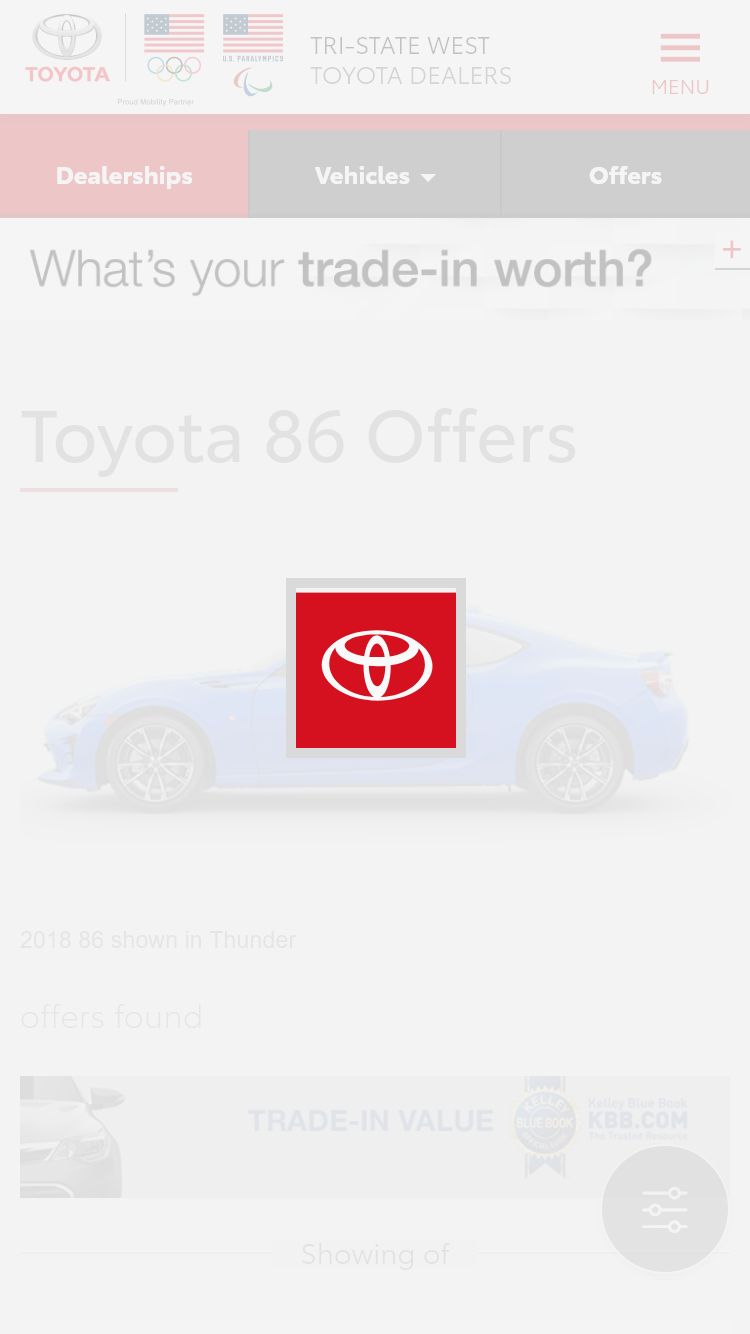 TOYOTA
U.S. PARALYMPICS
Proud Mobility Partner
TRI-STATE WEST
TOYOTA DEALERS
MENU
Dealerships
Vehicles
Offers
What's your trade-in worth?
+
Toyota 86 Offers
2018 86 shown in Thunder
offers found
TRADE-IN VALUE
KELLEY
BLUE BOOK
Kelley Blue Book
KBB.COM
The Trusted Resource
Showing of